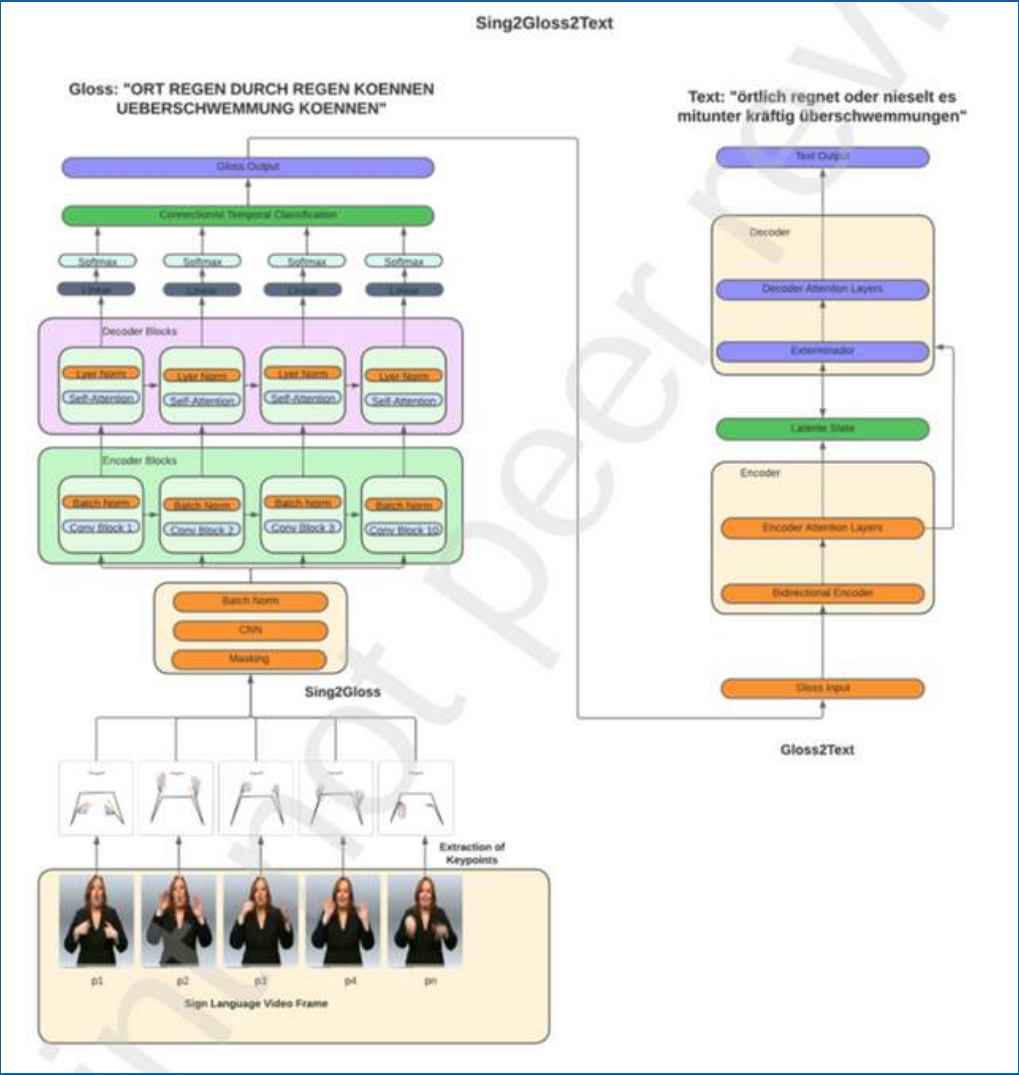 Sing2Gloss2Text
Gloss: "ORT REGEN DURCH REGEN KOENNEN
UEBERSCHWEMMUNG KOENNEN"
Gloss Output
Connectionist Temporal Classification
Softmax
Softmax
Softmax
Softmax
Linear
Linear
Linear
Linear
Decoder Blocks
Lyer Norm
Lyer Norm
Lyer Norm
Lyer Norm
Self-Attention
Self-Attention
Self-Attention
Self-Attention
Encoder Blocks
Batch Norm
Batch Norm
Batch Norm
Batch Norm
Conv Block 1
Conv Block 2
Conv Block 3
Conv Block 10
Batch Norm
CNN
Masking
Sing2Gloss
Extraction of
Keypoints
p1
p2
p3
p4
pn
Sign Language Video Frame
Text: "örtlich regnet oder nieselt es
mitunter kräftig überschwemmungen"
Text Output
Decoder
Decoder Attention Layers
Exterminador
Latente State
Encoder
Encoder Attention Layers
Bidirectional Encoder
Gloss Input
Gloss2Text
not peer rev